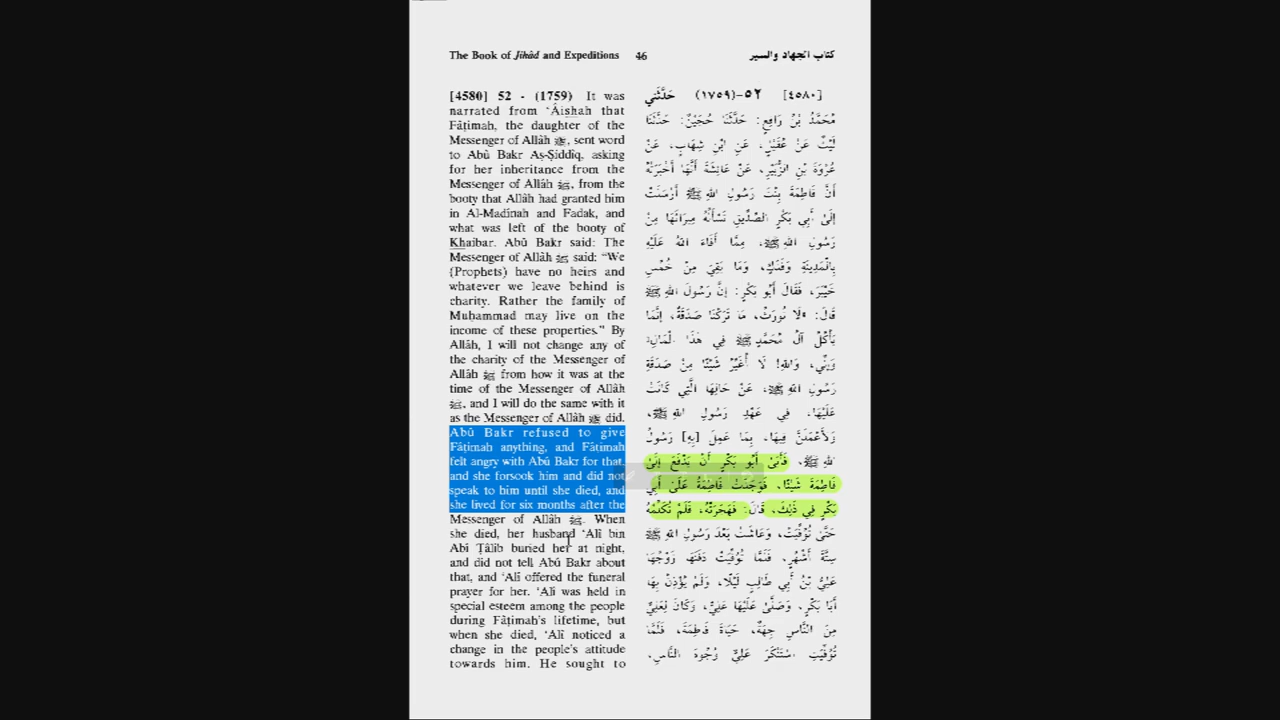 The Book of Jihâd and Expeditions 46 كتاب الجهاد والسير
[4580] 52 - (1759) It was
narrated from ‘Âishah that
Fâṭimah, the daughter of the
Messenger of Allâh ﷺ, sent word
to Abû Bakr Aṣ-Ṣiddîq, asking
for her inheritance from the
Messenger of Allâh ﷺ, from the
booty that Allâh had granted him
in Al-Madînah and Fadak, and
what was left of the booty of
Khaibar. Abû Bakr said: The
Messenger of Allâh ﷺ said: “We
(Prophets) have no heirs and
whatever we leave behind is
charity. Rather the family of
Muḥammad may live on the
income of these properties.” By
Allâh, I will not change any of
the charity of the Messenger of
Allâh ﷺ from how it was at the
time of the Messenger of Allâh
ﷺ, and I will do the same with it
as the Messenger of Allâh ﷺ did.
Abû Bakr refused to give
Fâṭimah anything, and Fâṭimah
felt angry with Abû Bakr for that,
and she forsook him and did not
speak to him until she died, and
she lived for six months after the
Messenger of Allâh ﷺ. When
she died, her husband ‘Alî bin
Abî Ṭâlib buried her at night,
and did not tell Abû Bakr about
that, and ‘Alî offered the funeral
prayer for her. ‘Alî was held in
special esteem among the people
during Fâṭimah's lifetime, but
when she died, ‘Alî noticed a
change in the people's attitude
towards him. He sought to
[٤٥٨٠] ٥٢-(١٧٥٩) حَدَّثَنِي
مُحَمَّدُ بْنُ رَافِعٍ: حَدَّثَنَا حُجَيْنٌ: حَدَّثَنَا
لَيْثٌ عَنْ عُقَيْلٍ، عَنِ ابْنِ شِهَابٍ، عَنْ
عُرْوَةَ بْنِ الزُّبَيْرِ، عَنْ عَائِشَةَ أَنَّهَا أَخْبَرَتْهُ
أَنَّ فَاطِمَةَ بِنْتَ رَسُولِ اللهِ ﷺ أَرْسَلَتْ
إِلَىٰ أَبِي بَكْرٍ الصِّدِّيقِ تَسْأَلُهُ مِيرَاثَهَا مِنْ
رَسُولِ اللهِ ﷺ، مِمَّا أَفَاءَ اللهُ عَلَيْهِ
بِالْمَدِينَةِ وَفَدَكٍ، وَمَا بَقِيَ مِنْ خُمْسِ
خَيْبَرَ، فَقَالَ أَبُو بَكْرٍ: إِنَّ رَسُولَ اللهِ ﷺ
قَالَ: «لَا نُورَثُ، مَا تَرَكْنَا صَدَقَةٌ، إِنَّمَا
يَأْكُلُ آلُ مُحَمَّدٍ ﷺ فِي هَذَا الْمَالِ»
وَإِنِّي، وَاللهِ! لَا أُغَيِّرُ شَيْئًا مِنْ صَدَقَةِ
رَسُولِ اللهِ ﷺ، عَنْ حَالِهَا الَّتِي كَانَتْ
عَلَيْهَا، فِي عَهْدِ رَسُولِ اللهِ ﷺ،
وَلَأَعْمَلَنَّ فِيهَا، بِمَا عَمِلَ [بِهِ] رَسُولُ
اللهِ ﷺ، فَأَبَىٰ أَبُو بَكْرٍ أَنْ يَدْفَعَ إِلَىٰ
فَاطِمَةَ شَيْئًا، فَوَجَدَتْ فَاطِمَةُ عَلَىٰ أَبِي
بَكْرٍ فِي ذَٰلِكَ، قَالَ: فَهَجَرَتْهُ، فَلَمْ تُكَلِّمْهُ
حَتَّىٰ تُوُفِّيَتْ، وَعَاشَتْ بَعْدَ رَسُولِ اللهِ ﷺ
سِتَّةَ أَشْهُرٍ، فَلَمَّا تُوُفِّيَتْ دَفَنَهَا زَوْجُهَا
عَلِيُّ بْنُ أَبِي طَالِبٍ لَيْلًا، وَلَمْ يُؤْذِنْ بِهَا
أَبَا بَكْرٍ، وَصَلَّىٰ عَلَيْهَا عَلِيٌّ، وَكَانَ لِعَلِيٍّ
مِنَ النَّاسِ جِهَةٌ، حَيَاةَ فَاطِمَةَ، فَلَمَّا
تُوُفِّيَتِ اسْتَنْكَرَ عَلِيٌّ وُجُوهَ النَّاسِ،